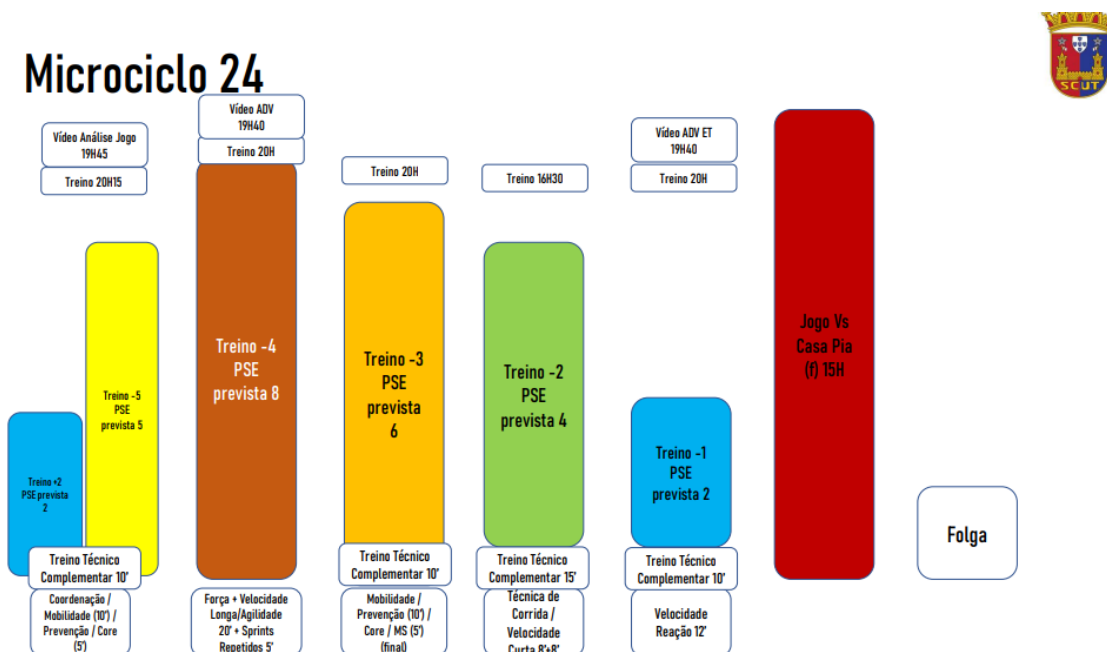 Microciclo 24
SCUT
Vídeo Análise Jogo
19H45
Treino 20H15
Treino +2
PSE prevista
2
Treino -5
PSE
prevista 5
Treino Técnico
Complementar 10'
Coordenação /
Mobilidade (10') /
Prevenção / Core
(5')
Vídeo ADV
19H40
Treino 20H
Treino -4
PSE
prevista 8
Força + Velocidade
Longa/Agilidade
20' + Sprints
Repetidos 5'
Treino 20H
Treino -3
PSE
prevista
6
Treino Técnico
Complementar 10'
Mobilidade /
Prevenção (10') /
Core / MS (5')
(final)
Treino 16H30
Treino -2
PSE
prevista 4
Treino Técnico
Complementar 15'
Técnica de
Corrida /
Velocidade
Curta 8'+8'
Vídeo ADV ET
19H40
Treino 20H
Treino -1
PSE
prevista 2
Treino Técnico
Complementar 10'
Velocidade
Reação 12'
Jogo Vs
Casa Pia
(f) 15H
Folga